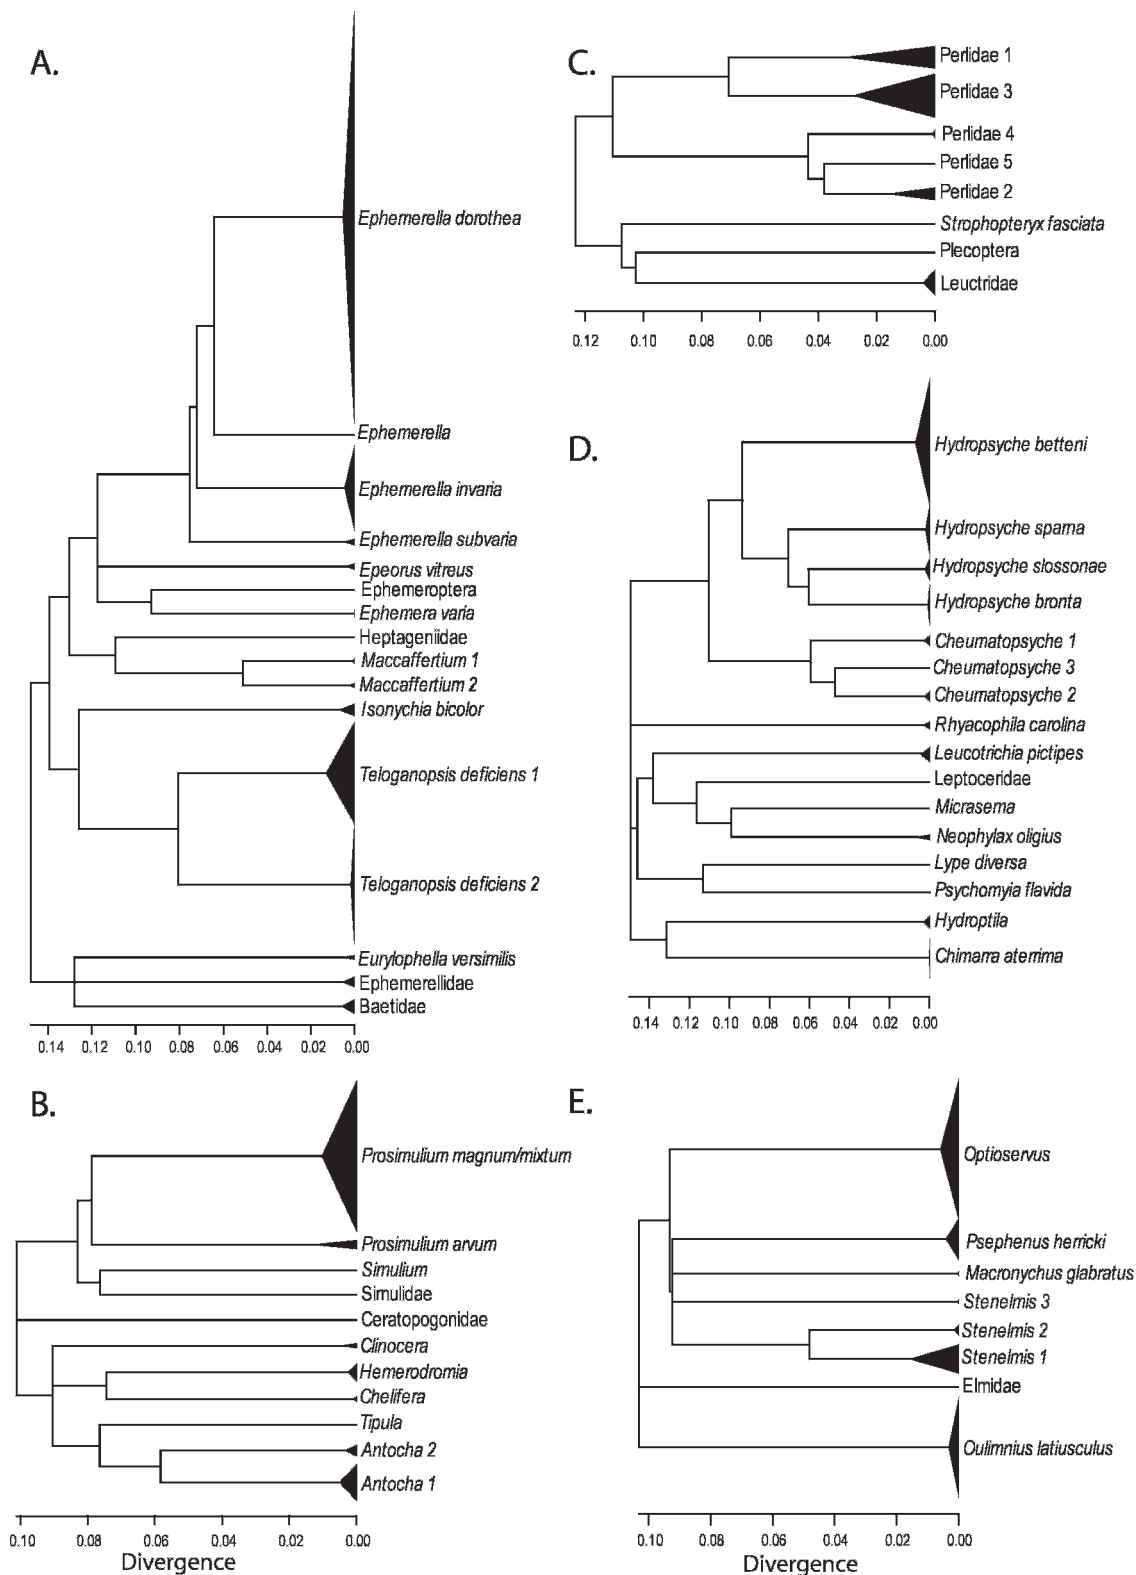 A.
Ephemerella dorothea
Ephemerella
Ephemerella invaria
Ephemerella subvaria
Epeorus vitreus
Ephemeroptera
Ephemera varia
Heptageniidae
Maccaffertium 1
Maccaffertium 2
Isonychia bicolor
Teloganopsis deficiens 1
Teloganopsis deficiens 2
Eurylophella versimilis
Ephemerellidae
Baetidae
0.14 0.12 0.10 0.08 0.06 0.04 0.02 0.00
B.
Prosimulium magnum/mixtum
Prosimulium arvum
Simulium
Simulidae
Ceratopogonidae
Clinocera
Hemerodromia
Chelifera
Tipula
Antocha 2
Antocha 1
0.10 0.08 0.06 0.04 0.02 0.00
Divergence
C.
Perlidae 1
Perlidae 3
Perlidae 4
Perlidae 5
Perlidae 2
Strophopteryx fasciata
Plecoptera
Leuctridae
0.12 0.10 0.08 0.06 0.04 0.02 0.00
D.
Hydropsyche betteni
Hydropsyche sparna
Hydropsyche slossonae
Hydropsyche bronta
Cheumatopsyche 1
Cheumatopsyche 3
Cheumatopsyche 2
Rhyacophila carolina
Leucotrichia pictipes
Leptoceridae
Micrasema
Neophylax oligius
Lype diversa
Psychomyia flavida
Hydroptila
Chimarra aterrima
0.14 0.12 0.10 0.08 0.06 0.04 0.02 0.00
E.
Optioservus
Psephenus herricki
Macronychus glabratus
Stenelmis 3
Stenelmis 2
Stenelmis 1
Elmidae
Oulimnius latiusculus
0.10 0.08 0.06 0.04 0.02 0.00
Divergence